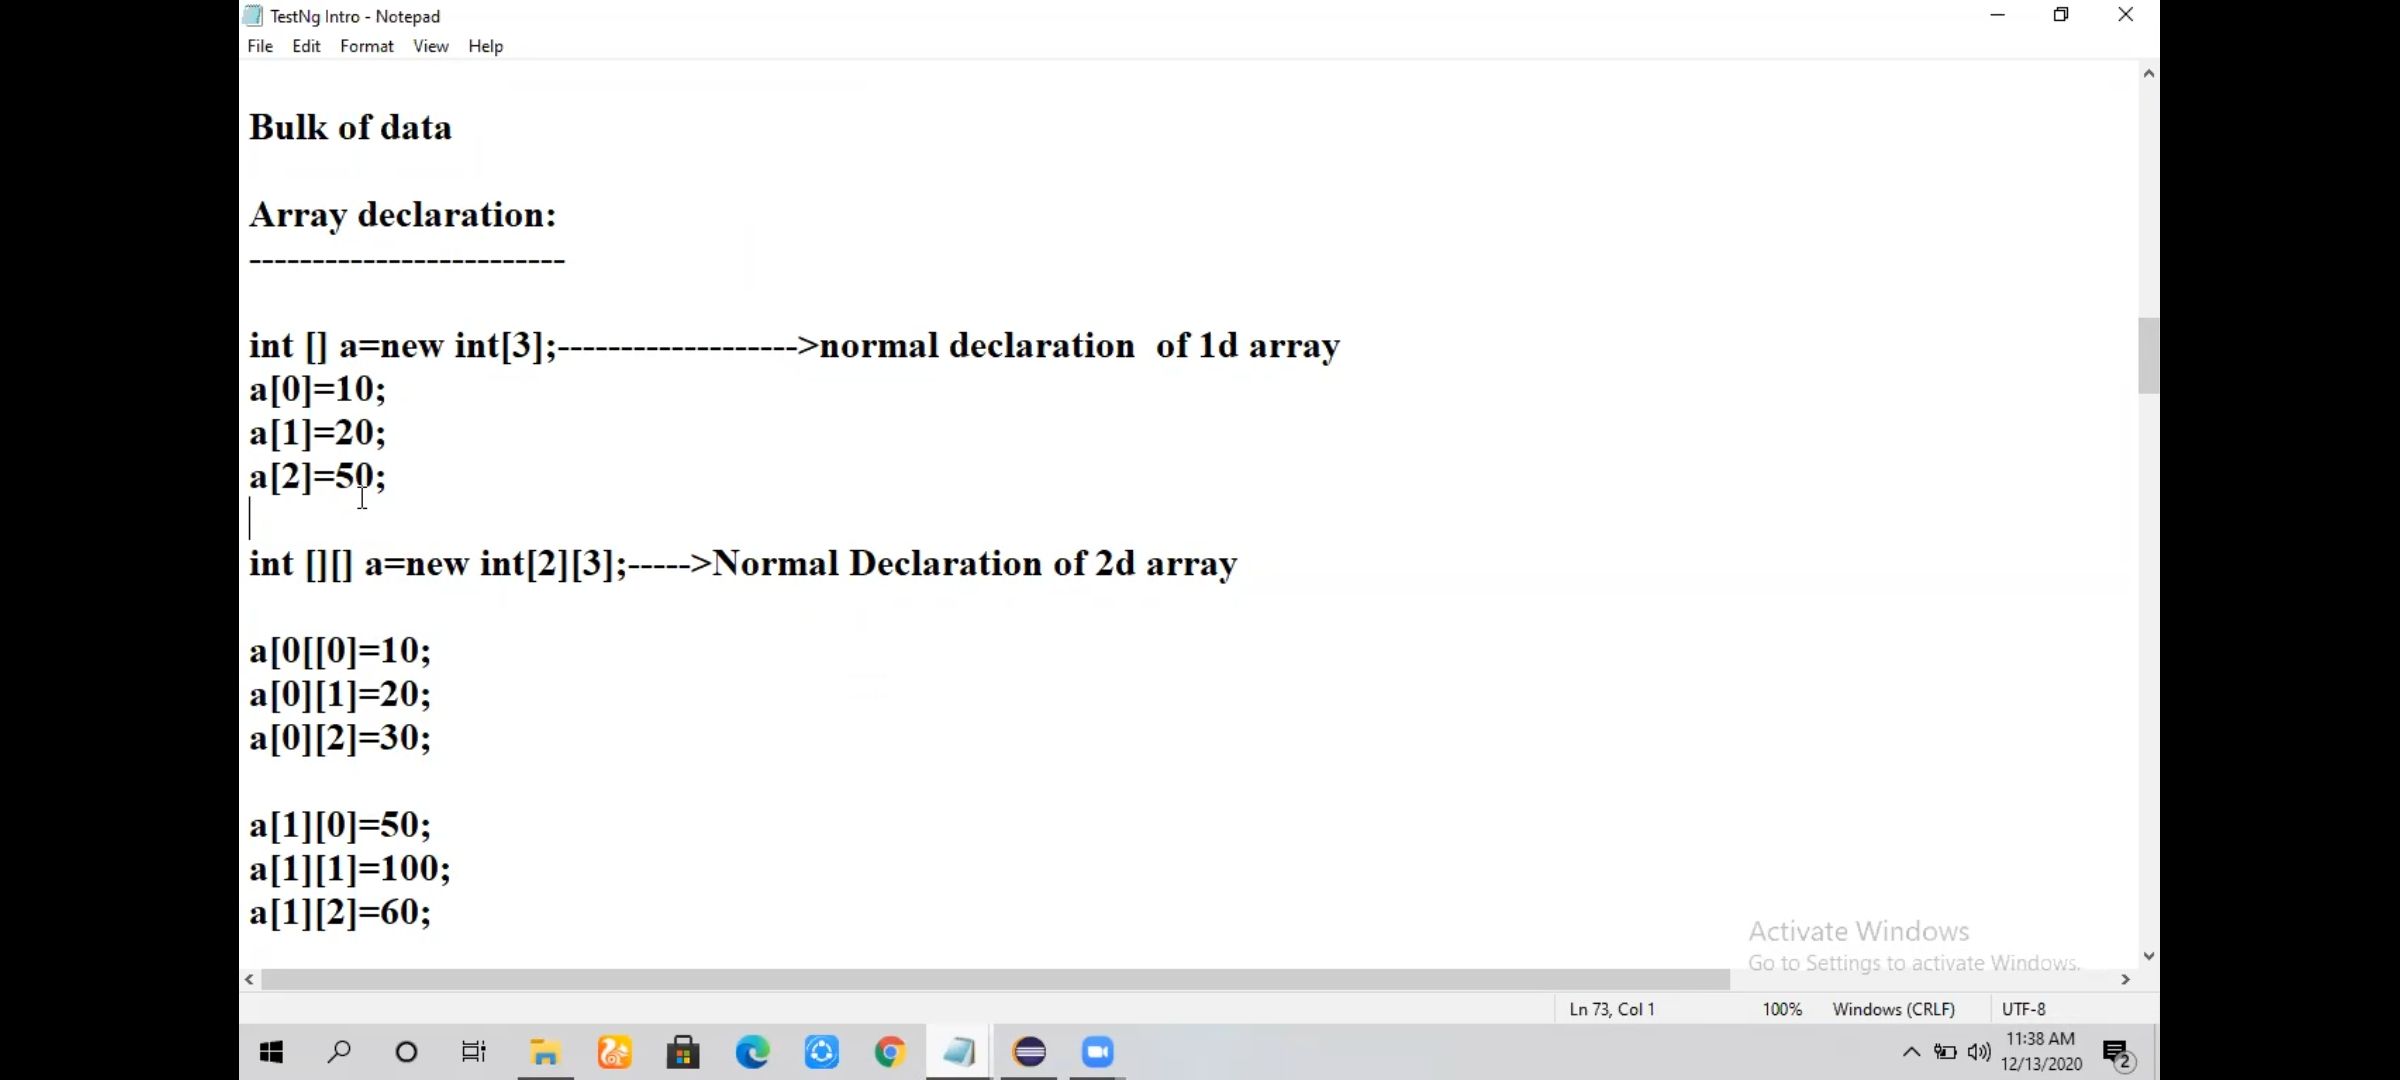 TestNg Intro - Notepad
File Edit Format View Help
Bulk of data
Array declaration:
-------------------------
int [] a=new int[3];------------------->normal declaration  of 1d array
a[0]=10;
a[1]=20;
a[2]=50;
int [][] a=new int[2][3];----->Normal Declaration of 2d array
a[0[[0]=10;
a[0][1]=20;
a[0][2]=30;
a[1][0]=50;
a[1][1]=100;
a[1][2]=60;
Activate Windows
Go to Settings to activate Windows.
Ln 73, Col 1 100% Windows (CRLF) UTF-8
11:38 AM
12/13/2020
2